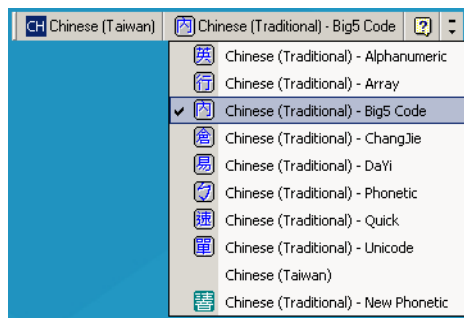 CH Chinese (Taiwan) 內 Chinese (Traditional) - Big5 Code ?
英 Chinese (Traditional) - Alphanumeric
行 Chinese (Traditional) - Array
內 Chinese (Traditional) - Big5 Code
倉 Chinese (Traditional) - ChangJie
易 Chinese (Traditional) - DaYi
ㄅ Chinese (Traditional) - Phonetic
速 Chinese (Traditional) - Quick
單 Chinese (Traditional) - Unicode
Chinese (Taiwan)
Chinese (Traditional) - New Phonetic